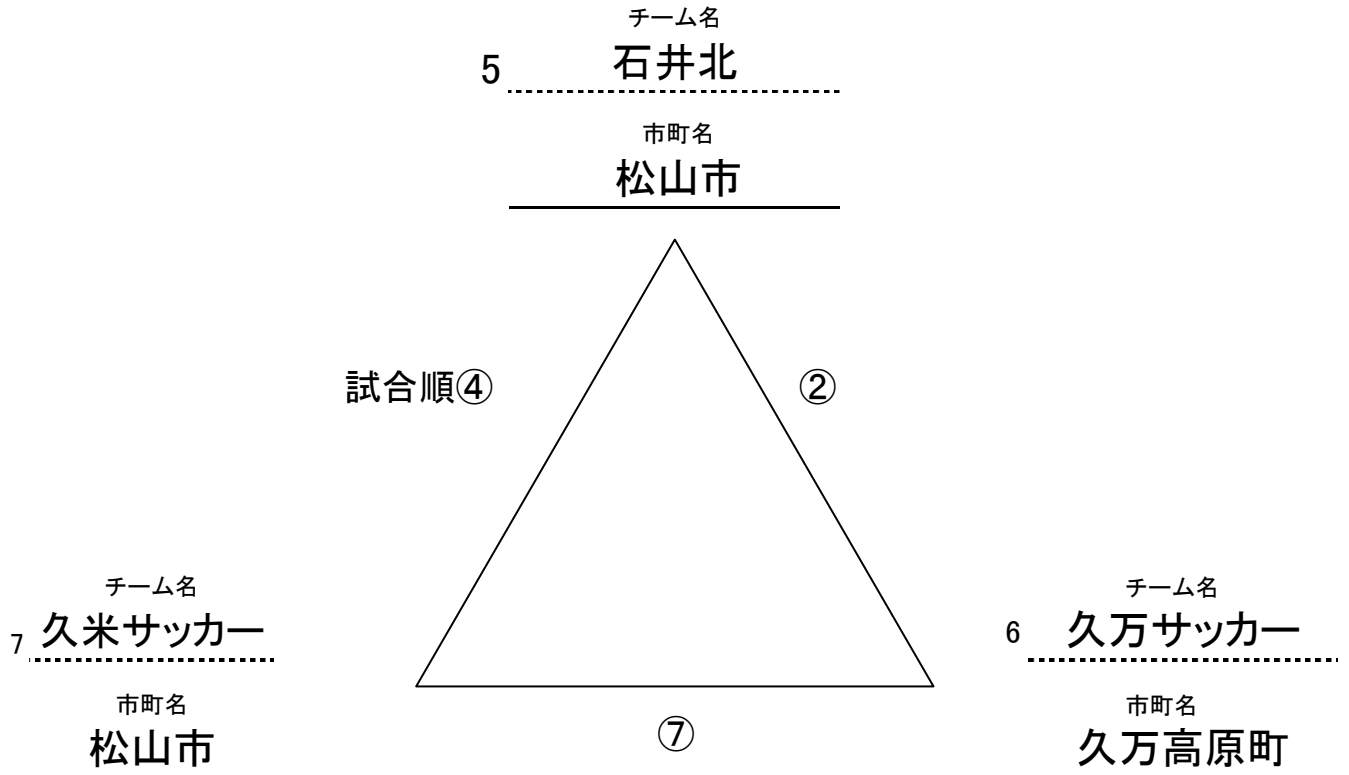 チーム名
5 石井北
市町名
松山市
試合順④ ②
チーム名
7 久米サッカー
市町名
松山市
チーム名
6 久万サッカー
市町名
久万高原町
⑦